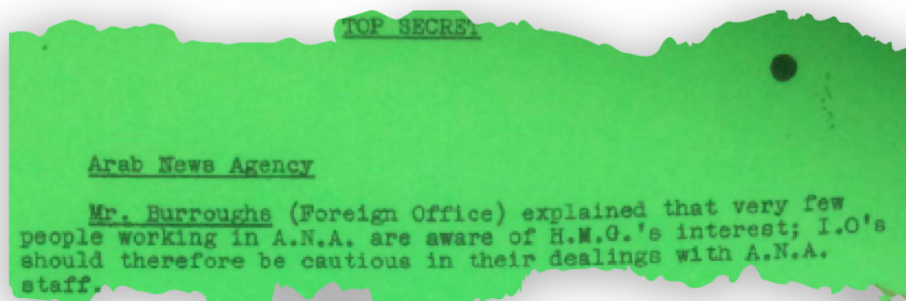 TOP SECRET
Arab News Agency
Mr. Burroughs (Foreign Office) explained that very few
people working in A.N.A. are aware of H.M.G.'s interest; I.O's
should therefore be cautious in their dealings with A.N.A.
staff.